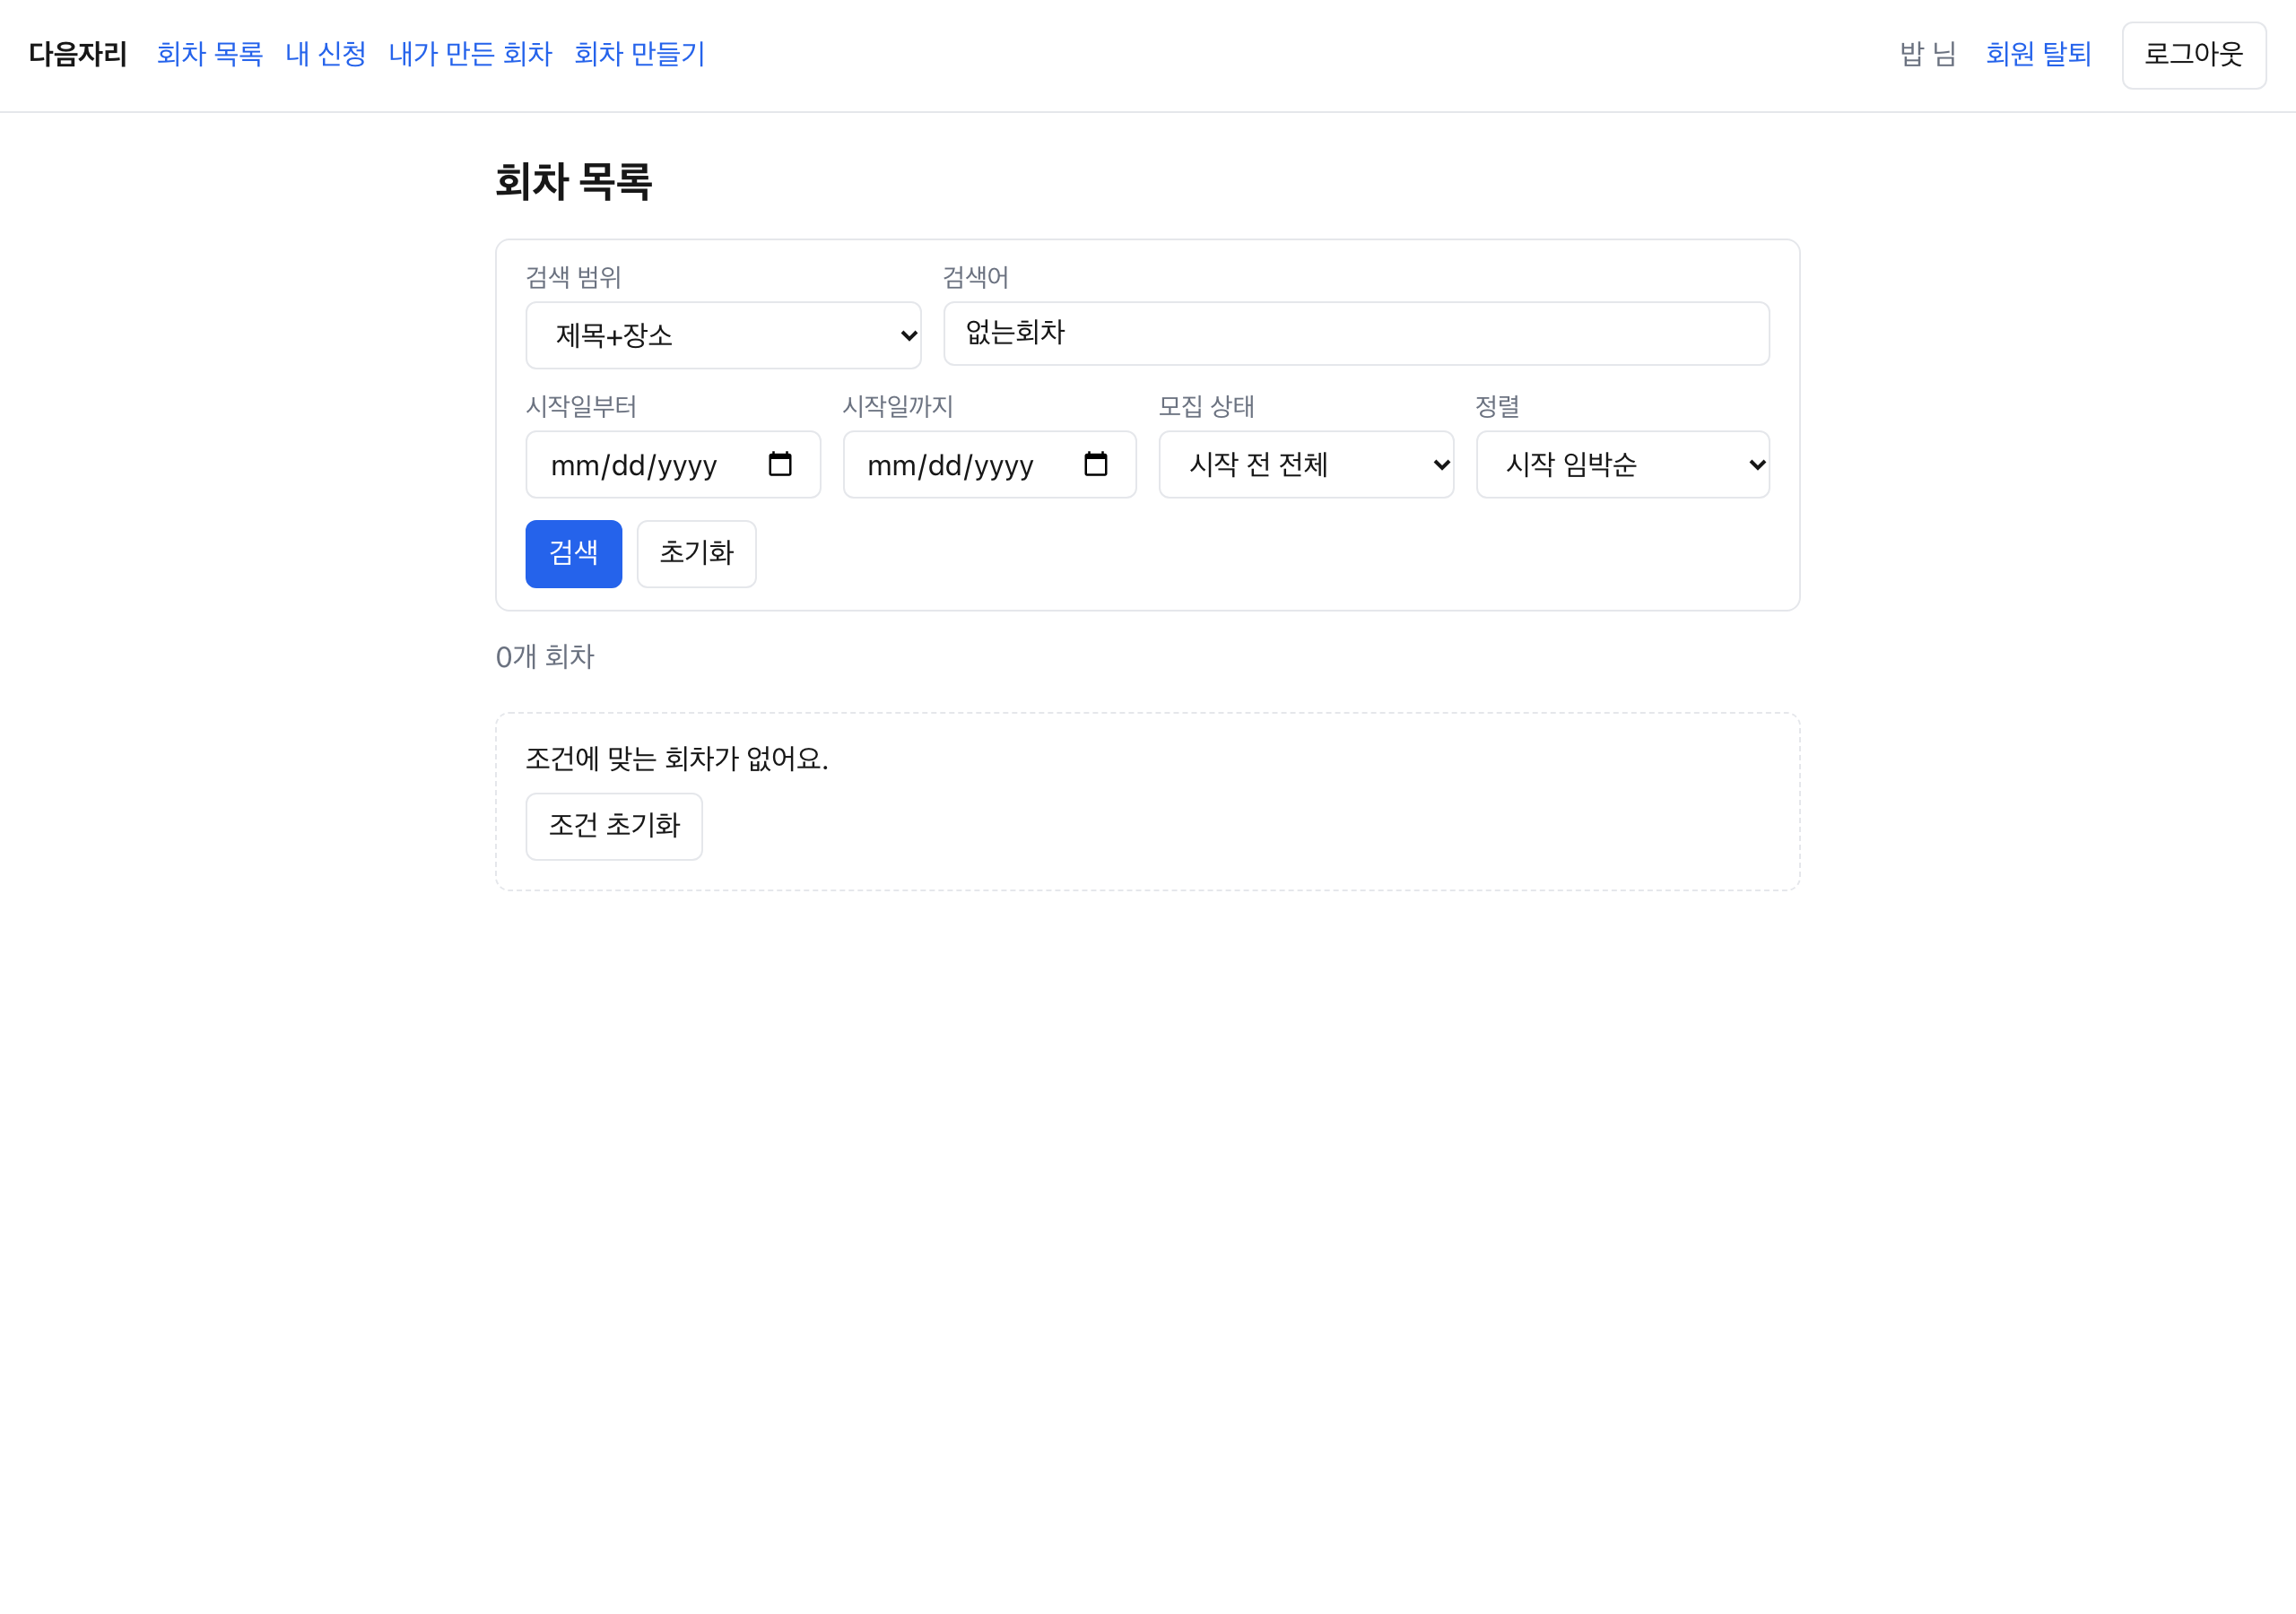 다음자리 회차 목록 내 신청 내가 만든 회차 회차 만들기 밥 님 회원 탈퇴 로그아웃
회차 목록
검색 범위 검색어
제목+장소 없는회차
시작일부터 시작일까지 모집 상태 정렬
mm/dd/yyyy mm/dd/yyyy 시작 전 전체 시작 임박순
검색 초기화
0개 회차
조건에 맞는 회차가 없어요.
조건 초기화